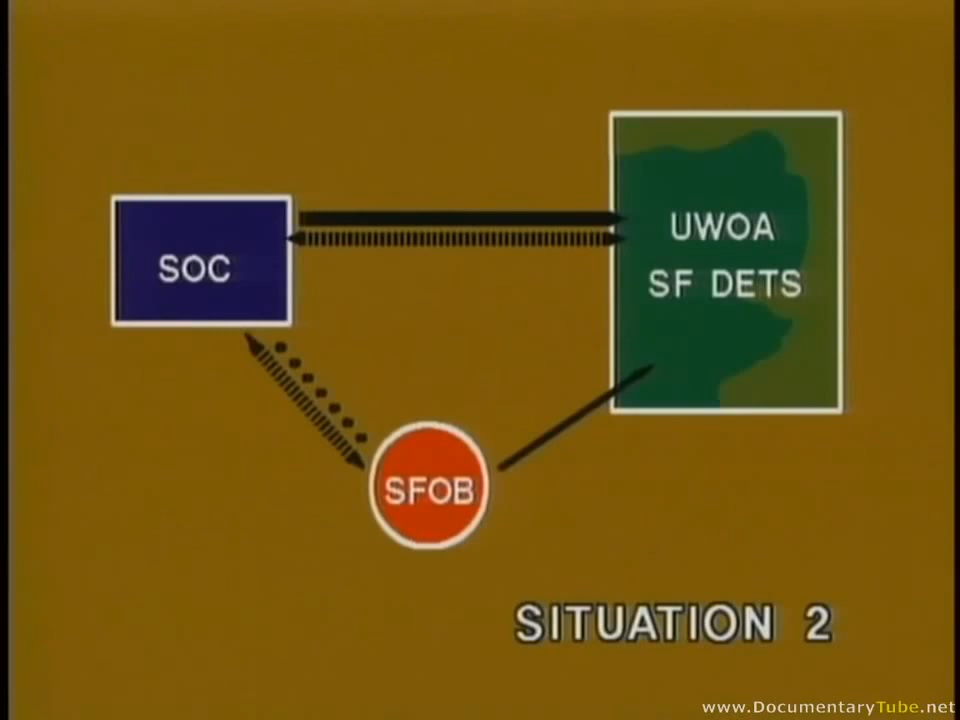 SOC
UWOA
SF DETS
SFOB
SITUATION 2
www.DocumentaryTube.net